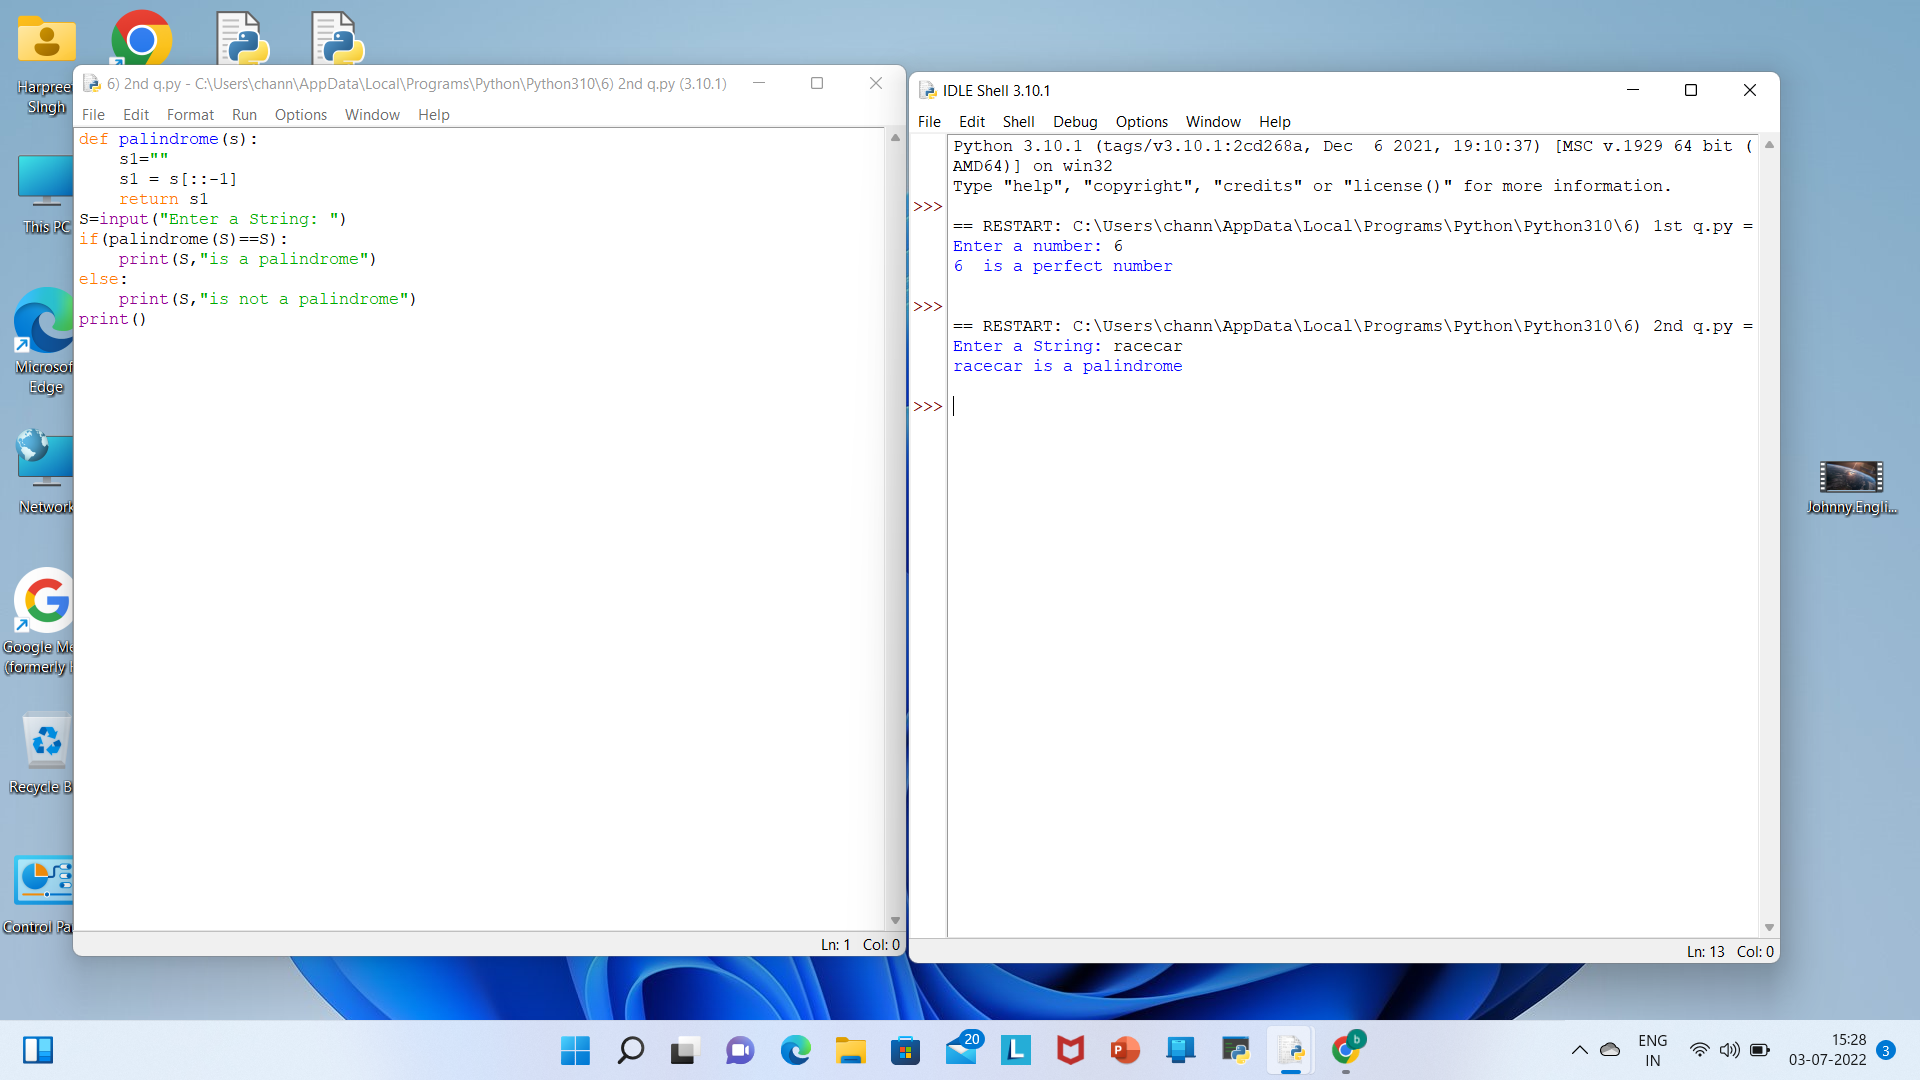 Harpree
SIngh
This PC
Microsof
Edge
Network
Google Me
(formerly
Recycle B
Control Pa
6) 2nd q.py - C:\Users\chann\AppData\Local\Programs\Python\Python310\6) 2nd q.py (3.10.1)
File Edit Format Run Options Window Help
def palindrome(s):
    s1=""
    s1 = s[::-1]
    return s1
S=input("Enter a String: ")
if(palindrome(S)==S):
    print(S,"is a palindrome")
else:
    print(S,"is not a palindrome")
print()
Ln: 1 Col: 0
IDLE Shell 3.10.1
File Edit Shell Debug Options Window Help
Python 3.10.1 (tags/v3.10.1:2cd268a, Dec  6 2021, 19:10:37) [MSC v.1929 64 bit (
AMD64)] on win32
Type "help", "copyright", "credits" or "license()" for more information.
>>>
== RESTART: C:\Users\chann\AppData\Local\Programs\Python\Python310\6) 1st q.py =
Enter a number: 6
6  is a perfect number
>>>
== RESTART: C:\Users\chann\AppData\Local\Programs\Python\Python310\6) 2nd q.py =
Enter a String: racecar
racecar is a palindrome
>>>
Ln: 13 Col: 0
Johnny.Engli...
20
L
P
b
ENG
IN
15:28
03-07-2022
3